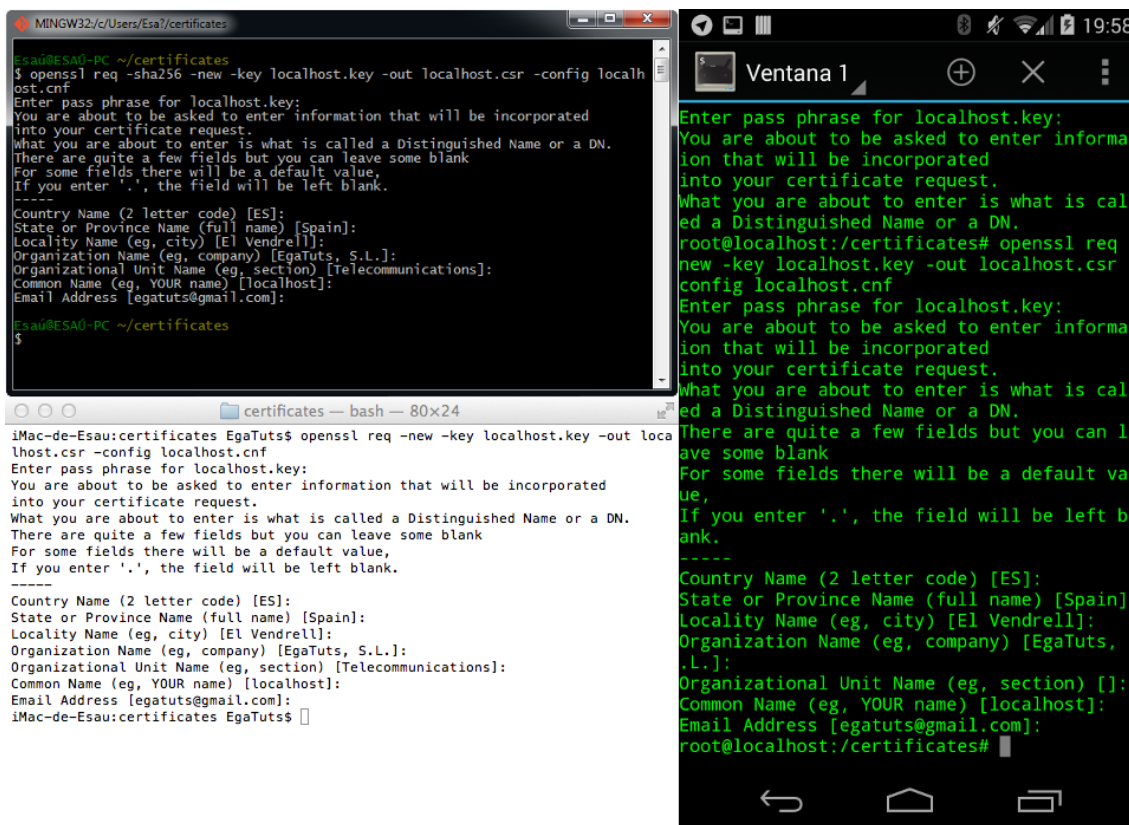 MINGW32:/c/Users/Esa?/certificates
Esaú@ESAÚ-PC ~/certificates
$ openssl req -sha256 -new -key localhost.key -out localhost.csr -config localh
ost.cnf
Enter pass phrase for localhost.key:
You are about to be asked to enter information that will be incorporated
into your certificate request.
What you are about to enter is what is called a Distinguished Name or a DN.
There are quite a few fields but you can leave some blank
For some fields there will be a default value,
If you enter '.', the field will be left blank.
-----
Country Name (2 letter code) [ES]:
State or Province Name (full name) [Spain]:
Locality Name (eg, city) [El Vendrell]:
Organization Name (eg, company) [EgaTuts, S.L.]:
Organizational Unit Name (eg, section) [Telecommunications]:
Common Name (eg, YOUR name) [localhost]:
Email Address [egatuts@gmail.com]:
Esaú@ESAÚ-PC ~/certificates
$
certificates — bash — 80×24
iMac-de-Esau:certificates EgaTuts$ openssl req -new -key localhost.key -out loca
lhost.csr -config localhost.cnf
Enter pass phrase for localhost.key:
You are about to be asked to enter information that will be incorporated
into your certificate request.
What you are about to enter is what is called a Distinguished Name or a DN.
There are quite a few fields but you can leave some blank
For some fields there will be a default value,
If you enter '.', the field will be left blank.
-----
Country Name (2 letter code) [ES]:
State or Province Name (full name) [Spain]:
Locality Name (eg, city) [El Vendrell]:
Organization Name (eg, company) [EgaTuts, S.L.]:
Organizational Unit Name (eg, section) [Telecommunications]:
Common Name (eg, YOUR name) [localhost]:
Email Address [egatuts@gmail.com]:
iMac-de-Esau:certificates EgaTuts$
19:58
Ventana 1
Enter pass phrase for localhost.key:
You are about to be asked to enter informa
ion that will be incorporated
into your certificate request.
What you are about to enter is what is cal
ed a Distinguished Name or a DN.
root@localhost:/certificates# openssl req
new -key localhost.key -out localhost.csr
config localhost.cnf
Enter pass phrase for localhost.key:
You are about to be asked to enter informa
ion that will be incorporated
into your certificate request.
What you are about to enter is what is cal
ed a Distinguished Name or a DN.
There are quite a few fields but you can l
ave some blank
For some fields there will be a default va
ue,
If you enter '.', the field will be left b
ank.
-----
Country Name (2 letter code) [ES]:
State or Province Name (full name) [Spain]
Locality Name (eg, city) [El Vendrell]:
Organization Name (eg, company) [EgaTuts,
.L.]:
Organizational Unit Name (eg, section) []:
Common Name (eg, YOUR name) [localhost]:
Email Address [egatuts@gmail.com]:
root@localhost:/certificates#